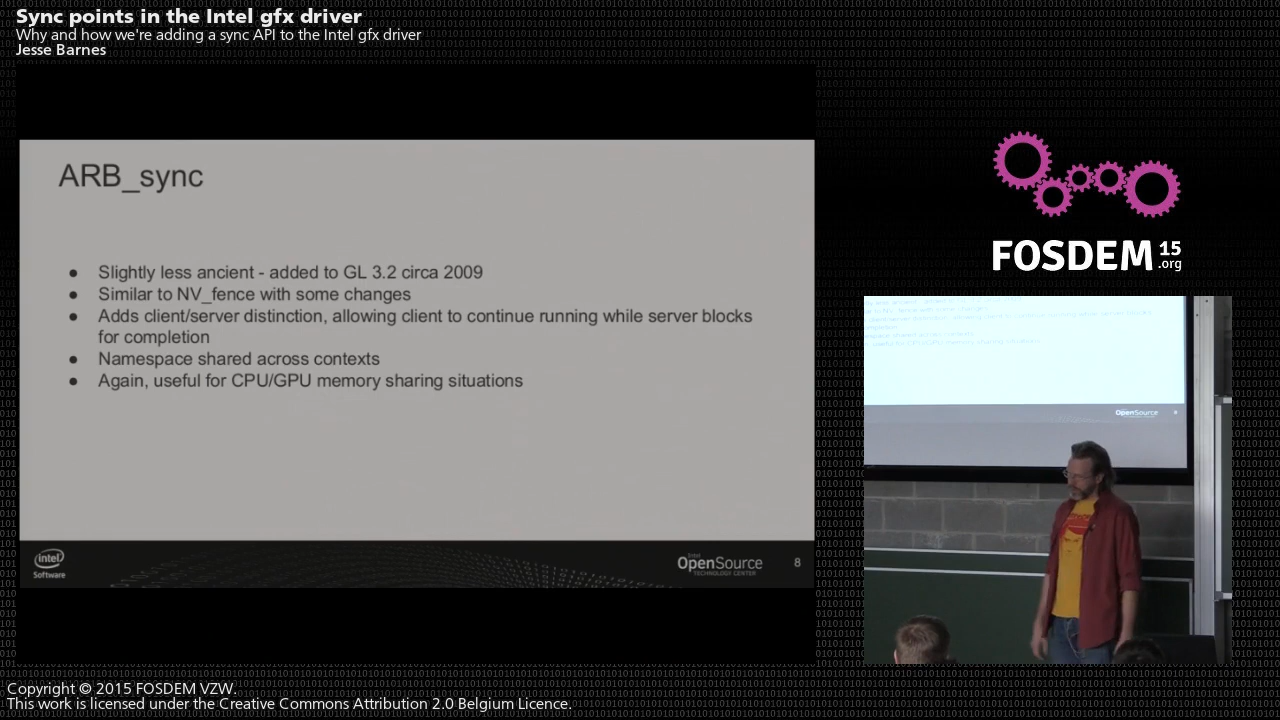 Sync points in the Intel gfx driver
Why and how we're adding a sync API to the Intel gfx driver
Jesse Barnes
ARB_sync
● Slightly less ancient - added to GL 3.2 circa 2009
● Similar to NV_fence with some changes
● Adds client/server distinction, allowing client to continue running while server blocks
for completion
● Namespace shared across contexts
● Again, useful for CPU/GPU memory sharing situations
intel
Software
Intel
OpenSource
TECHNOLOGY CENTER
8
FOSDEM 15
.org
OpenSource
Copyright © 2015 FOSDEM VZW.
This work is licensed under the Creative Commons Attribution 2.0 Belgium Licence.